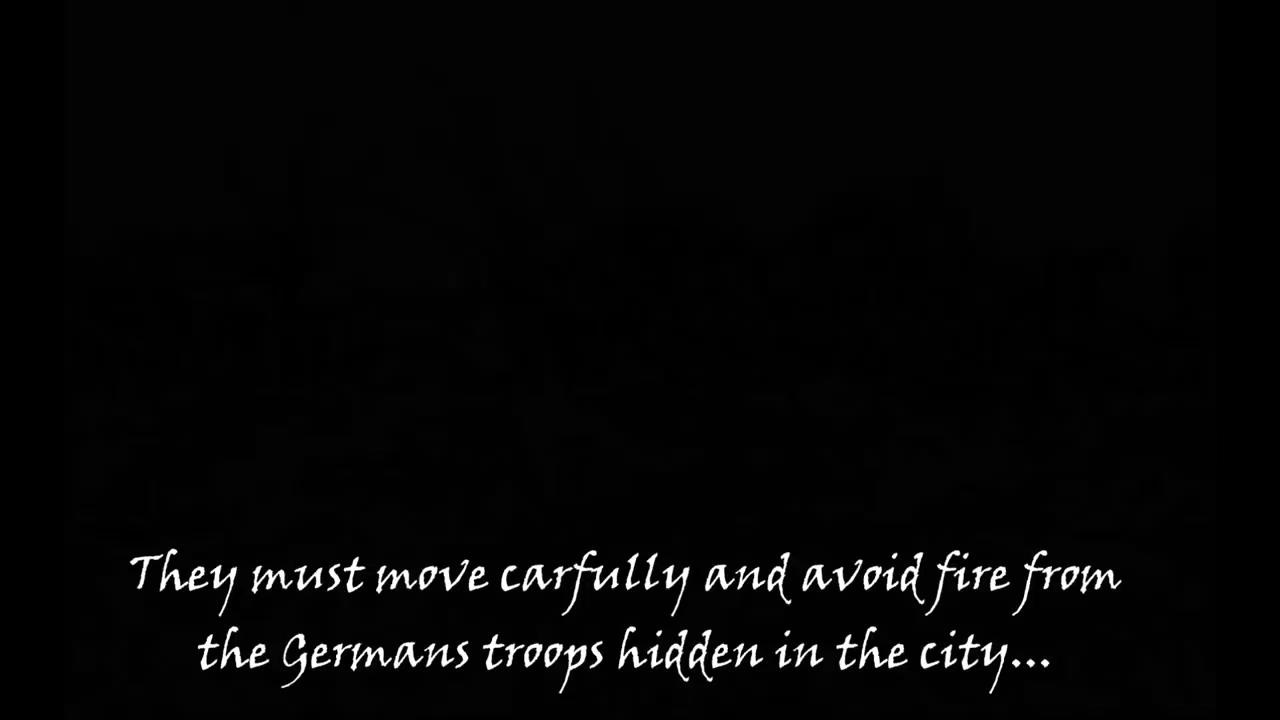 They must move carfully and avoid fire from
the Germans troops hidden in the city...